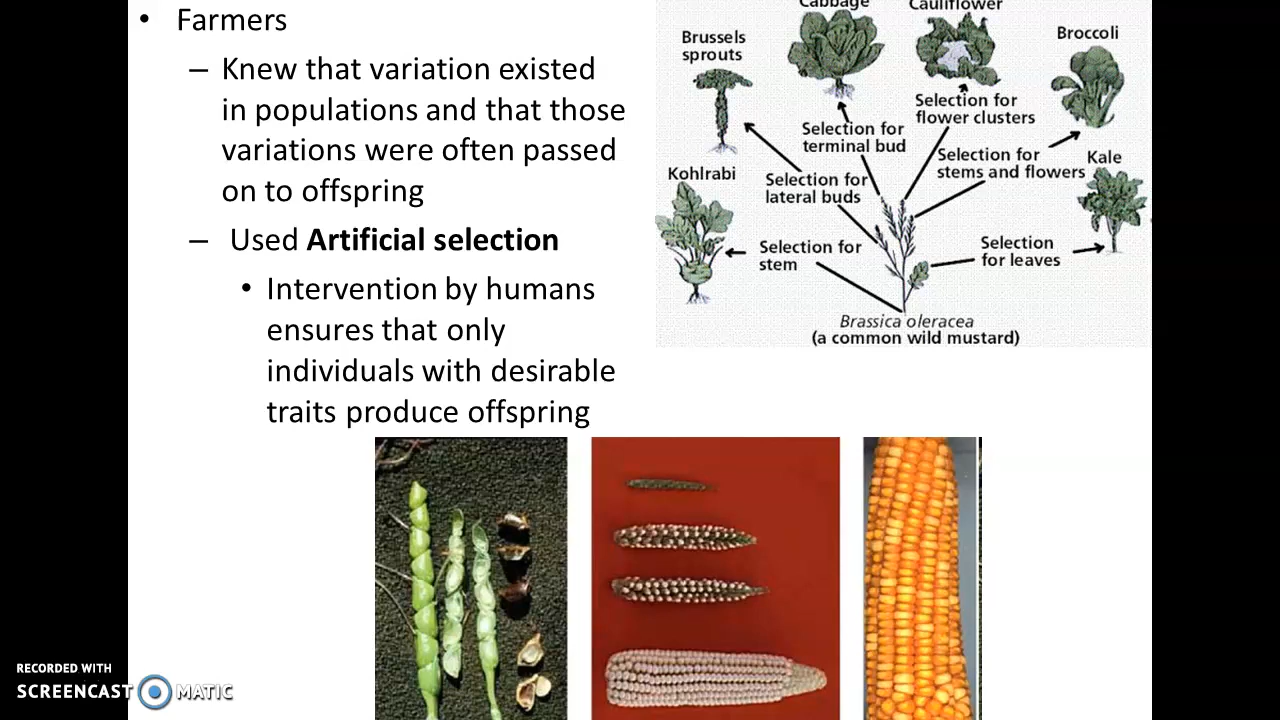 • Farmers
– Knew that variation existed
in populations and that those
variations were often passed
on to offspring
– Used Artificial selection
• Intervention by humans
ensures that only
individuals with desirable
traits produce offspring
Cabbage
Cauliflower
Brussels
sprouts
Broccoli
Selection for
flower clusters
Selection for
terminal bud
Selection for
stems and flowers
Kale
Kohlrabi
Selection for
lateral buds
Selection for
stem
Selection
for leaves
Brassica oleracea
(a common wild mustard)
RECORDED WITH
SCREENCAST MATIC